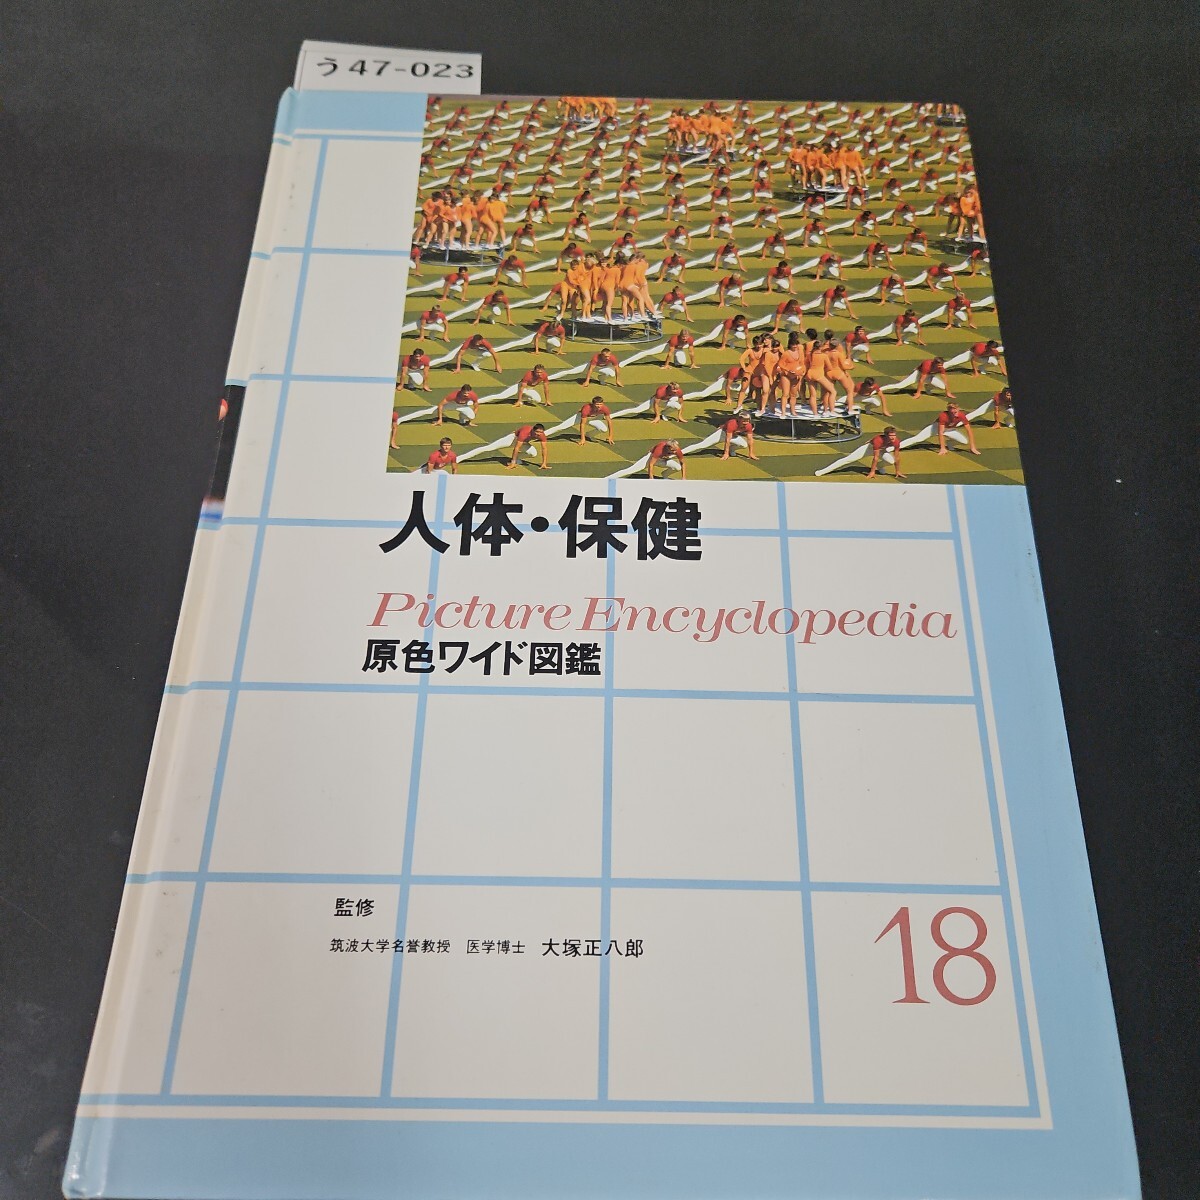 う47-023
人体・保健
Picture Encyclopedia
原色ワイド図鑑
監修
筑波大学名誉教授 医学博士 大塚正八郎
18